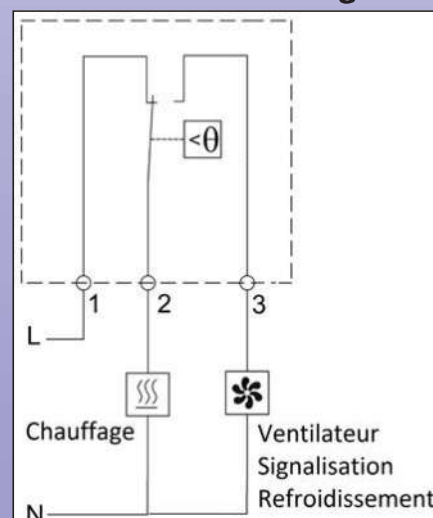 <θ
1 2 3
L
Chauffage
Ventilateur
Signalisation
Refroidissement
N